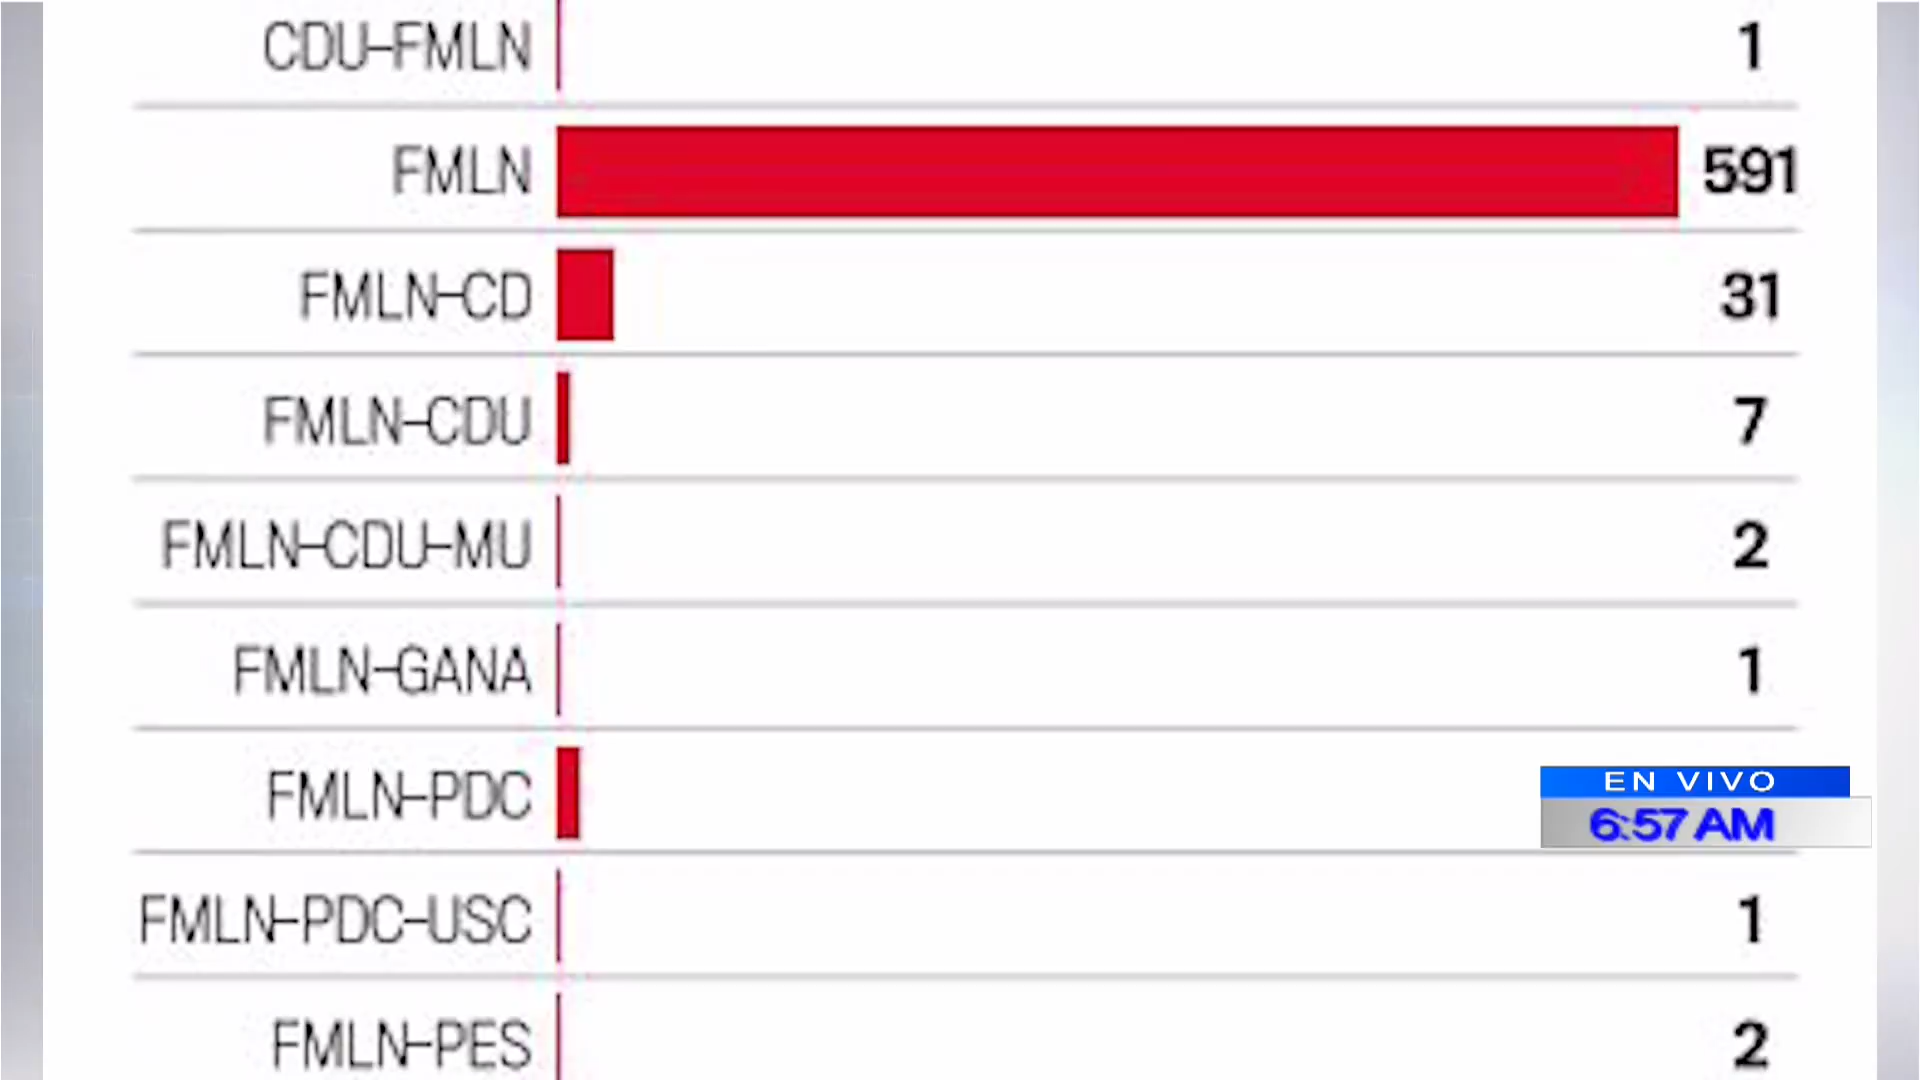 CDU-FMLN 1
FMLN 591
FMLN-CD 31
FMLN-CDU 7
FMLN-CDU-MU 2
FMLN-GANA 1
FMLN-PDC
EN VIVO
6:57 AM
FMLN-PDC-USC 1
FMLN-PES 2